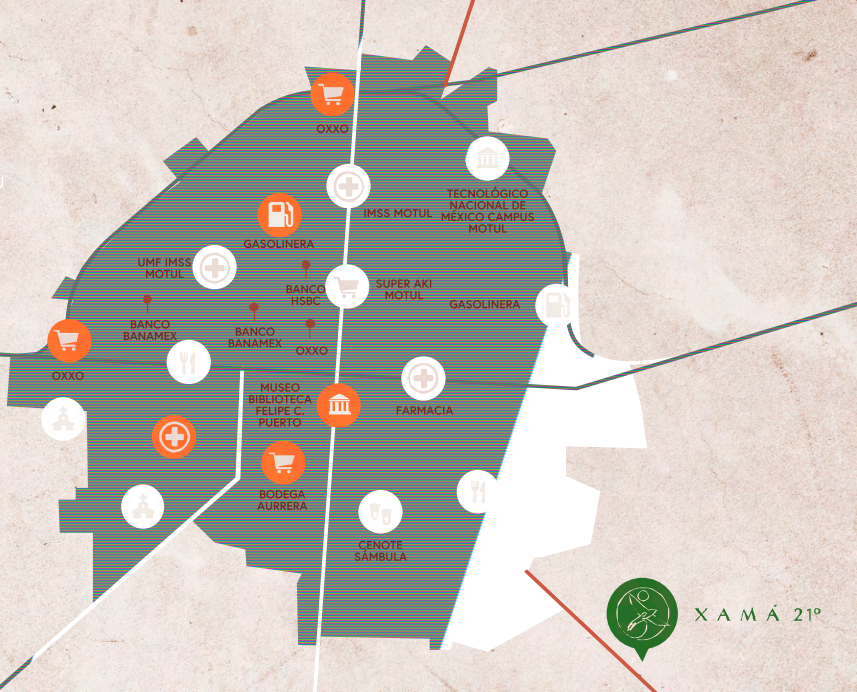 OXXO
TECNOLÓGICO
NACIONAL DE
MÉXICO CAMPUS
MOTUL
IMSS MOTUL
GASOLINERA
UMF IMSS
MOTUL
BANCO
HSBC
SUPER AKI
MOTUL
GASOLINERA
BANCO
BANAMEX
BANCO
BANAMEX
OXXO
OXXO
MUSEO
BIBLIOTECA
FELIPE C.
PUERTO
FARMACIA
BODEGA
AURRERA
CENOTE
SÁMBULA
XAMÁ 21º